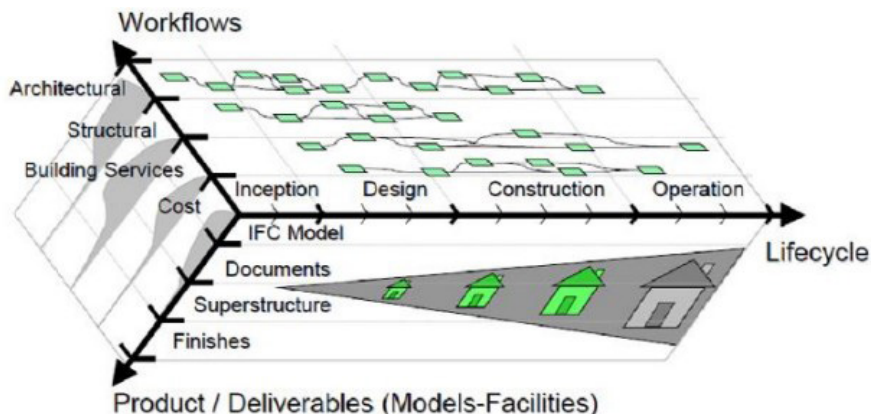 Workflows
Architectural
Structural
Building Services
Cost
Inception Design Construction Operation
IFC Model
Lifecycle
Documents
Superstructure
Finishes
Product / Deliverables (Models-Facilities)